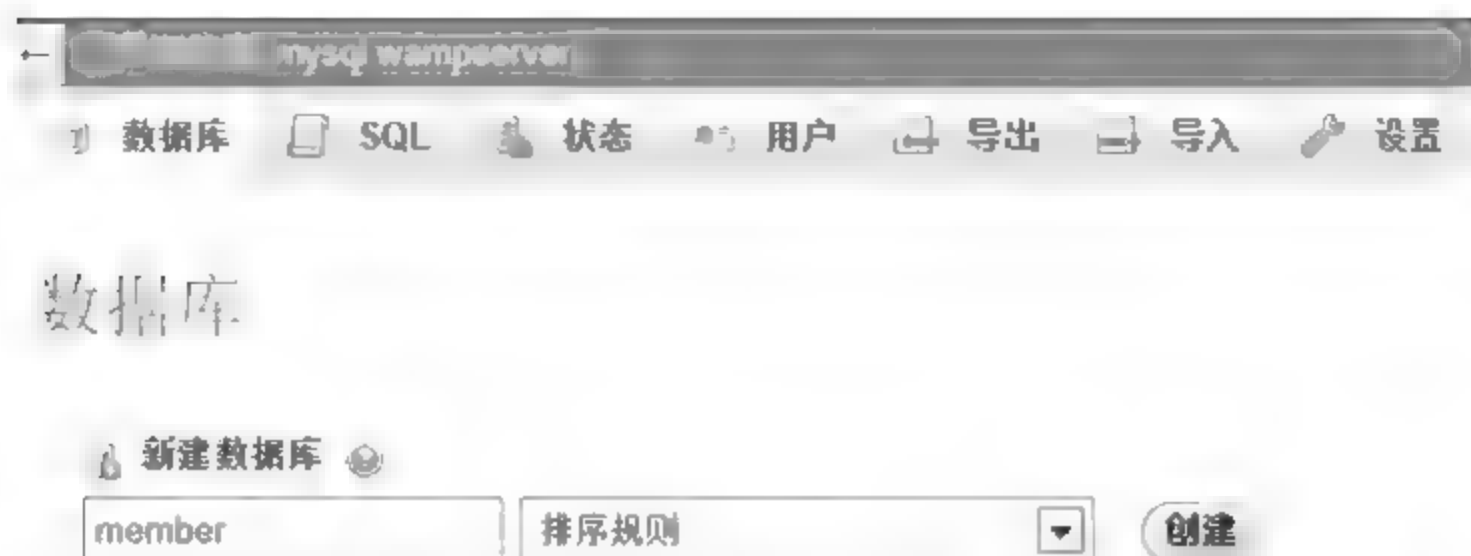 mysql wampserver
数据库 SQL 状态 用户 导出 导入 设置
数据库
新建数据库
member 排序规则 创建